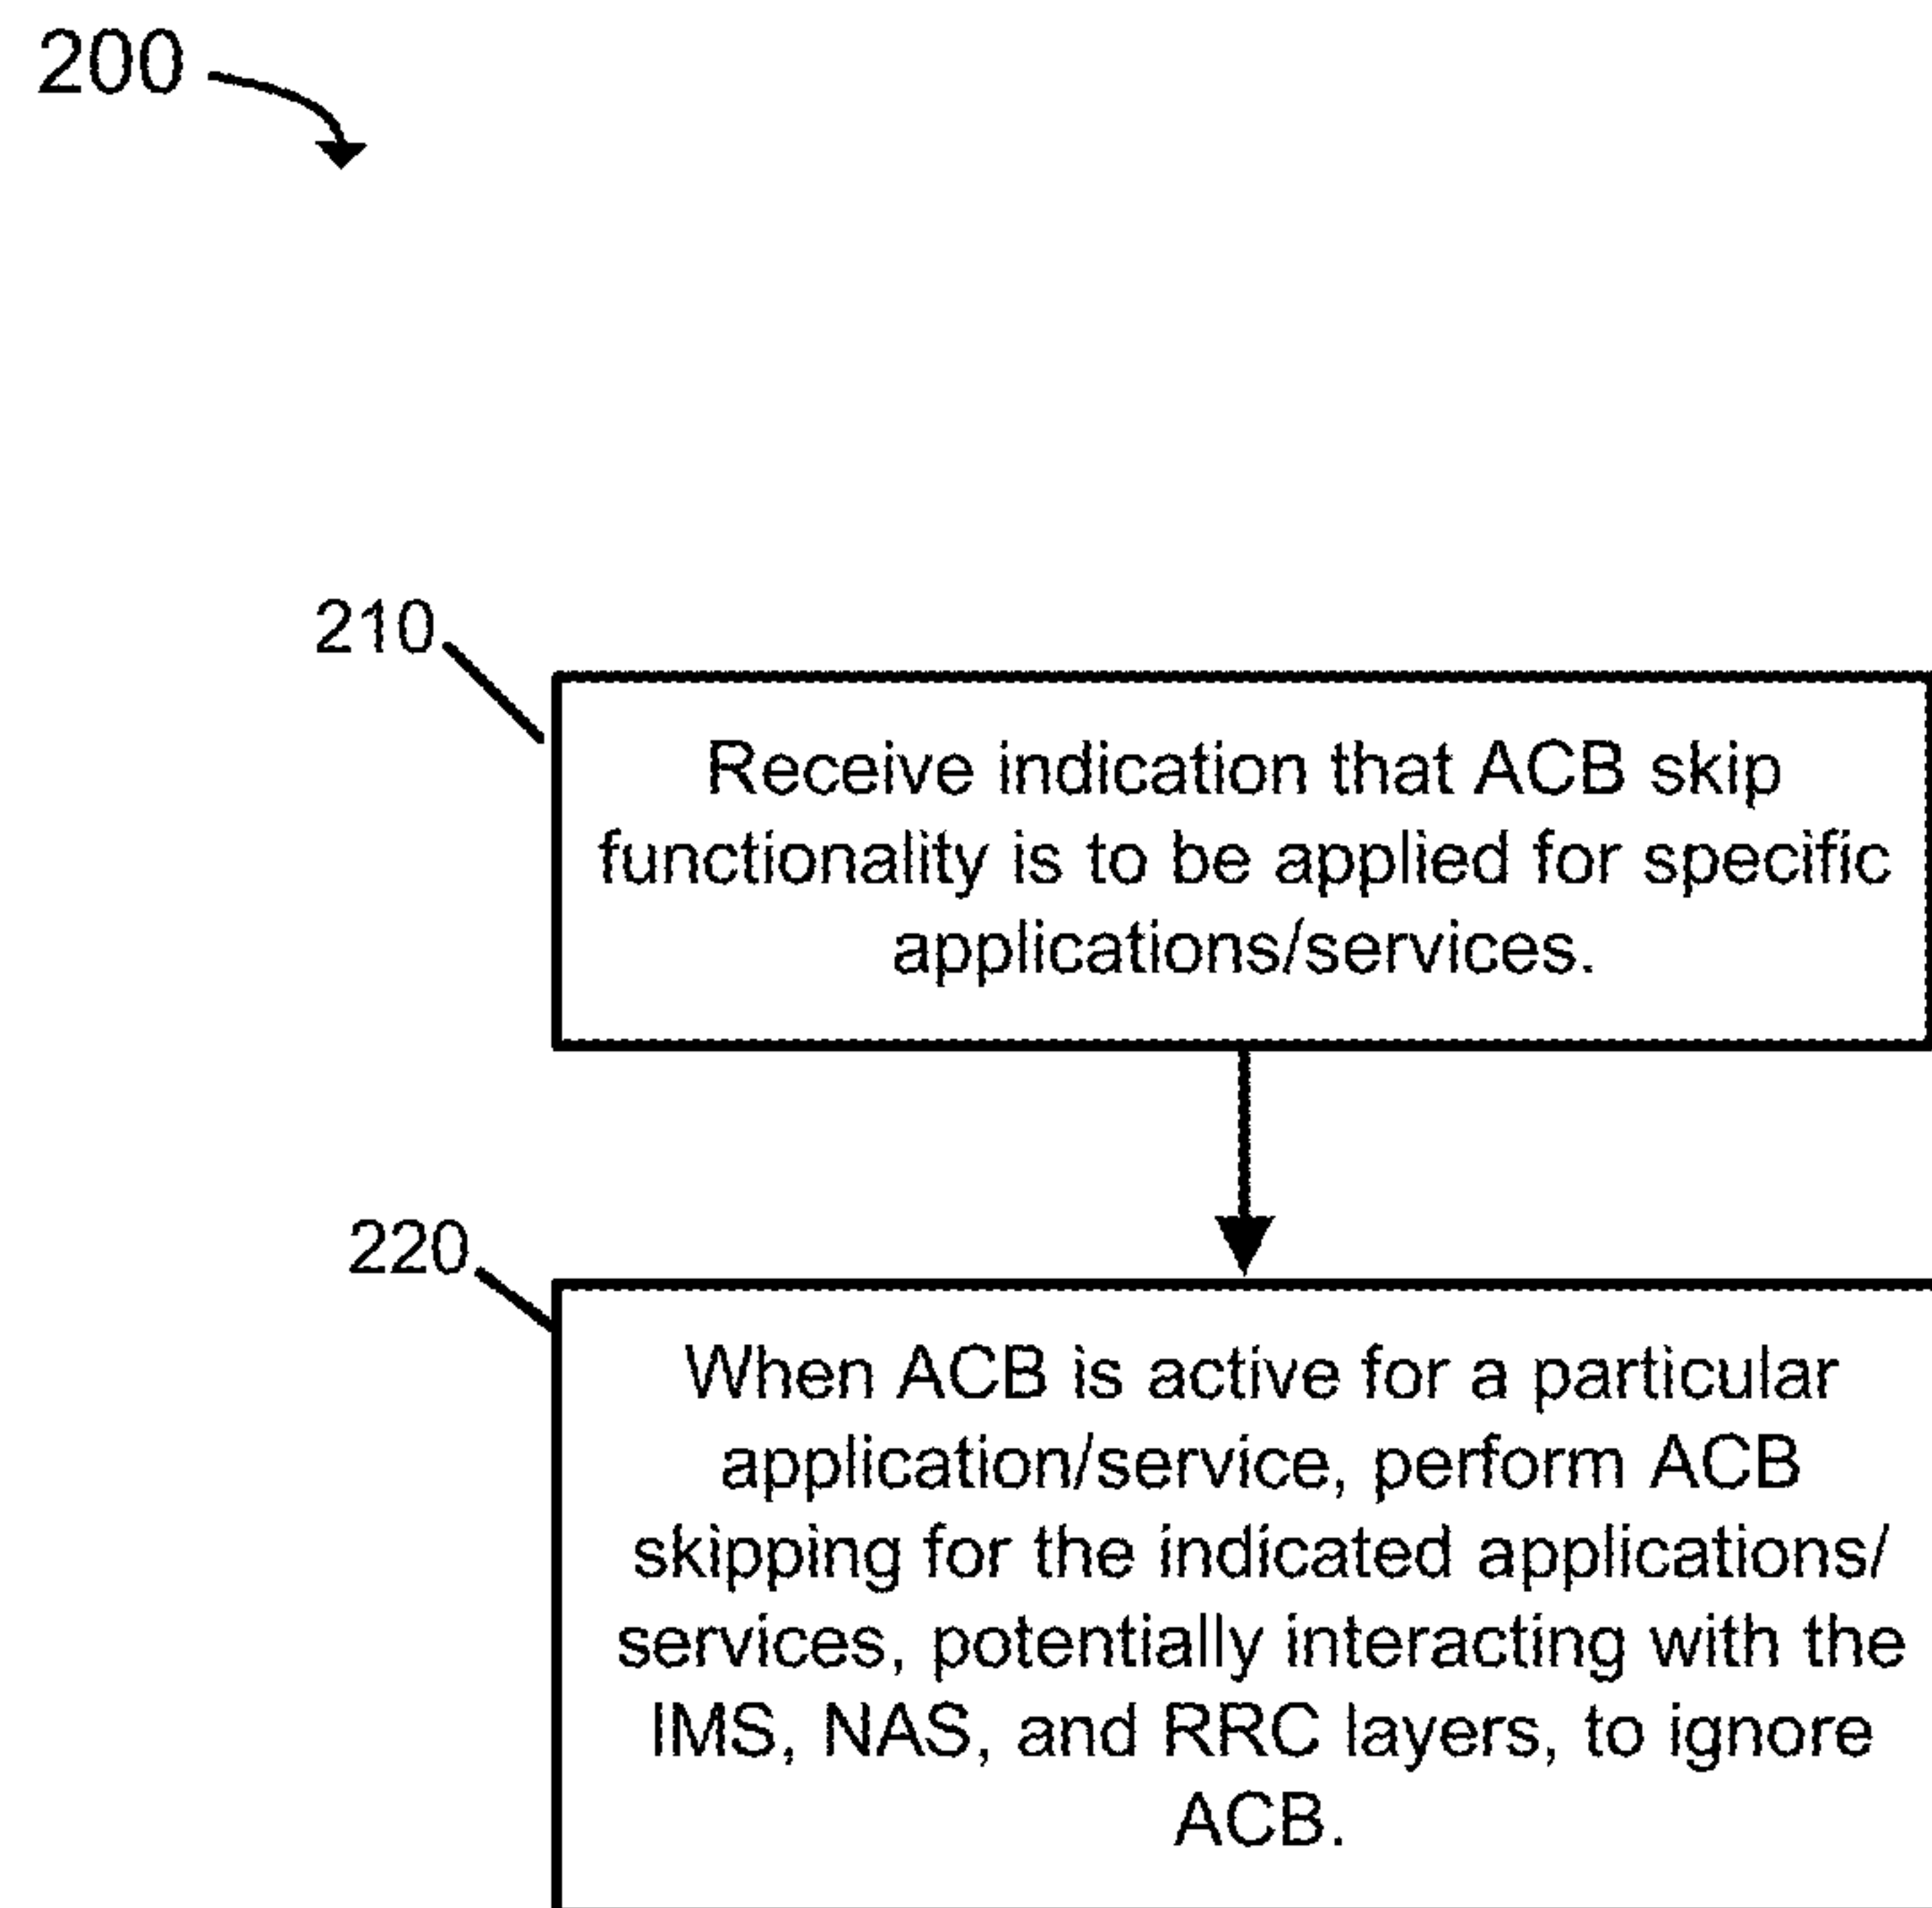 200
210
Receive indication that ACB skip
functionality is to be applied for specific
applications/services.
220
When ACB is active for a particular
application/service, perform ACB
skipping for the indicated applications/
services, potentially interacting with the
IMS, NAS, and RRC layers, to ignore
ACB.